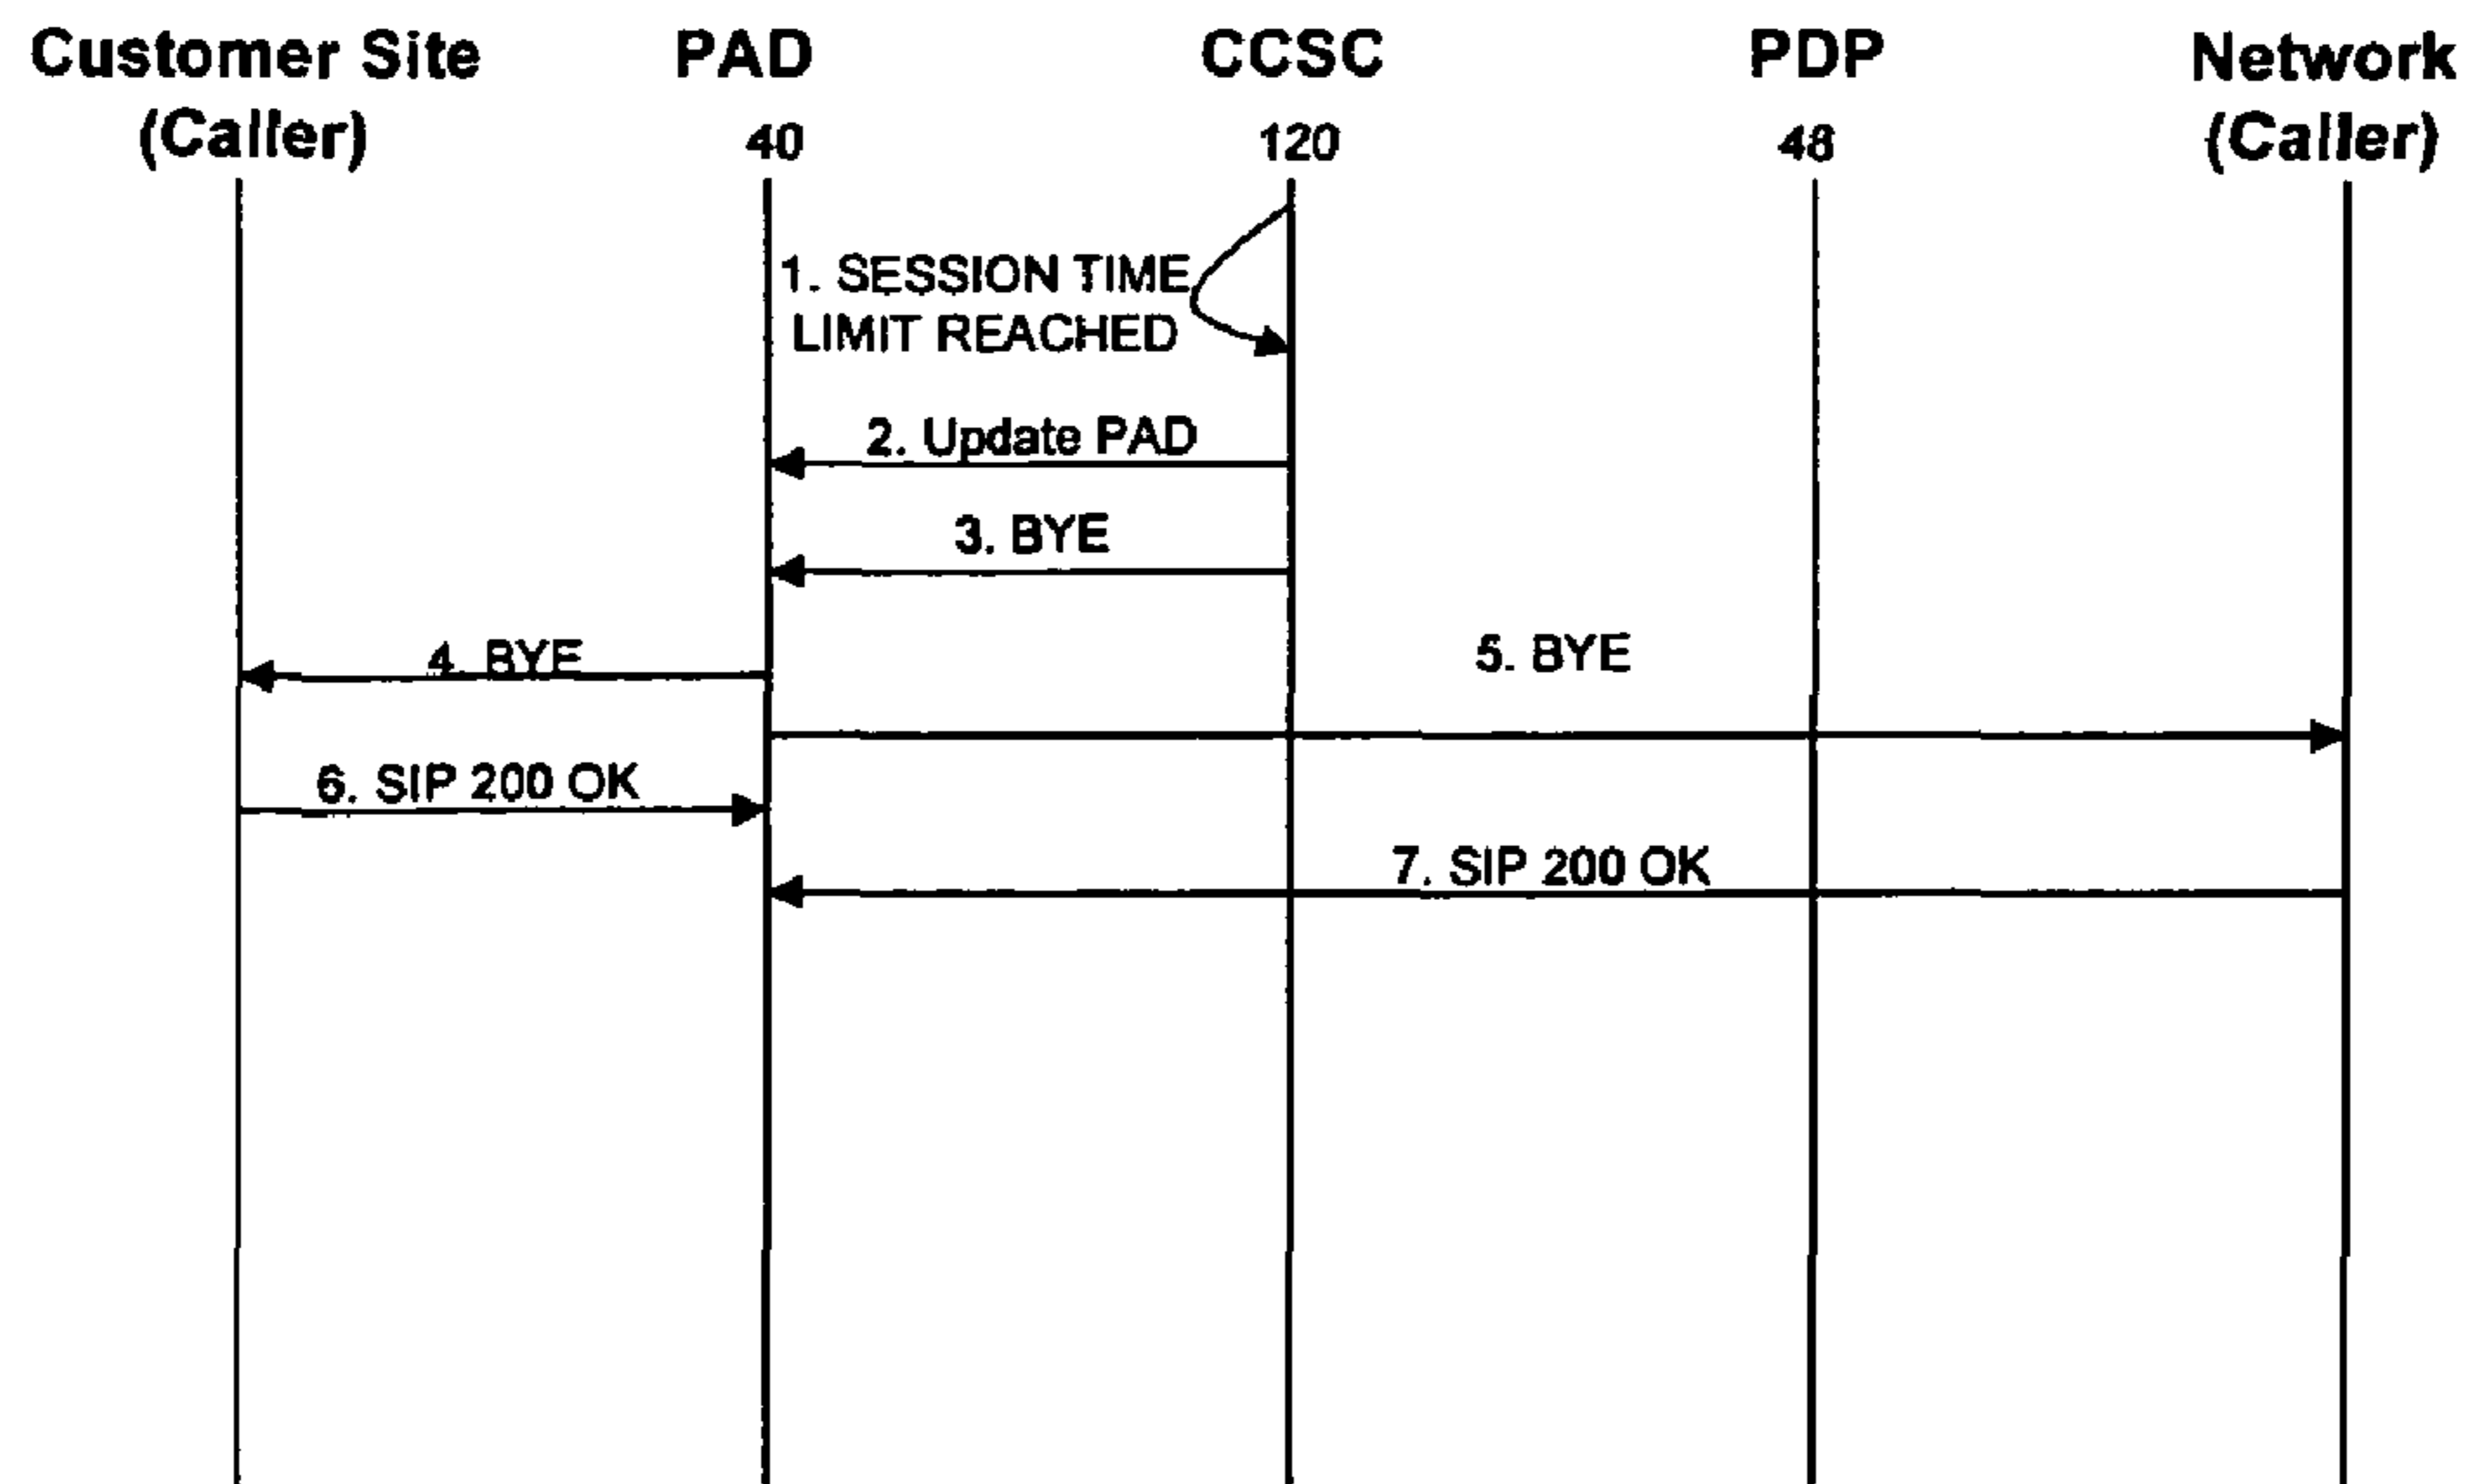 Customer Site PAD CCSC PDP Network
(Caller) 40 120 48 (Caller)
1. SESSION TIME
LIMIT REACHED
2. Update PAD
3. BYE
4. BYE
5. BYE
6. SIP 200 OK
7. SIP 200 OK